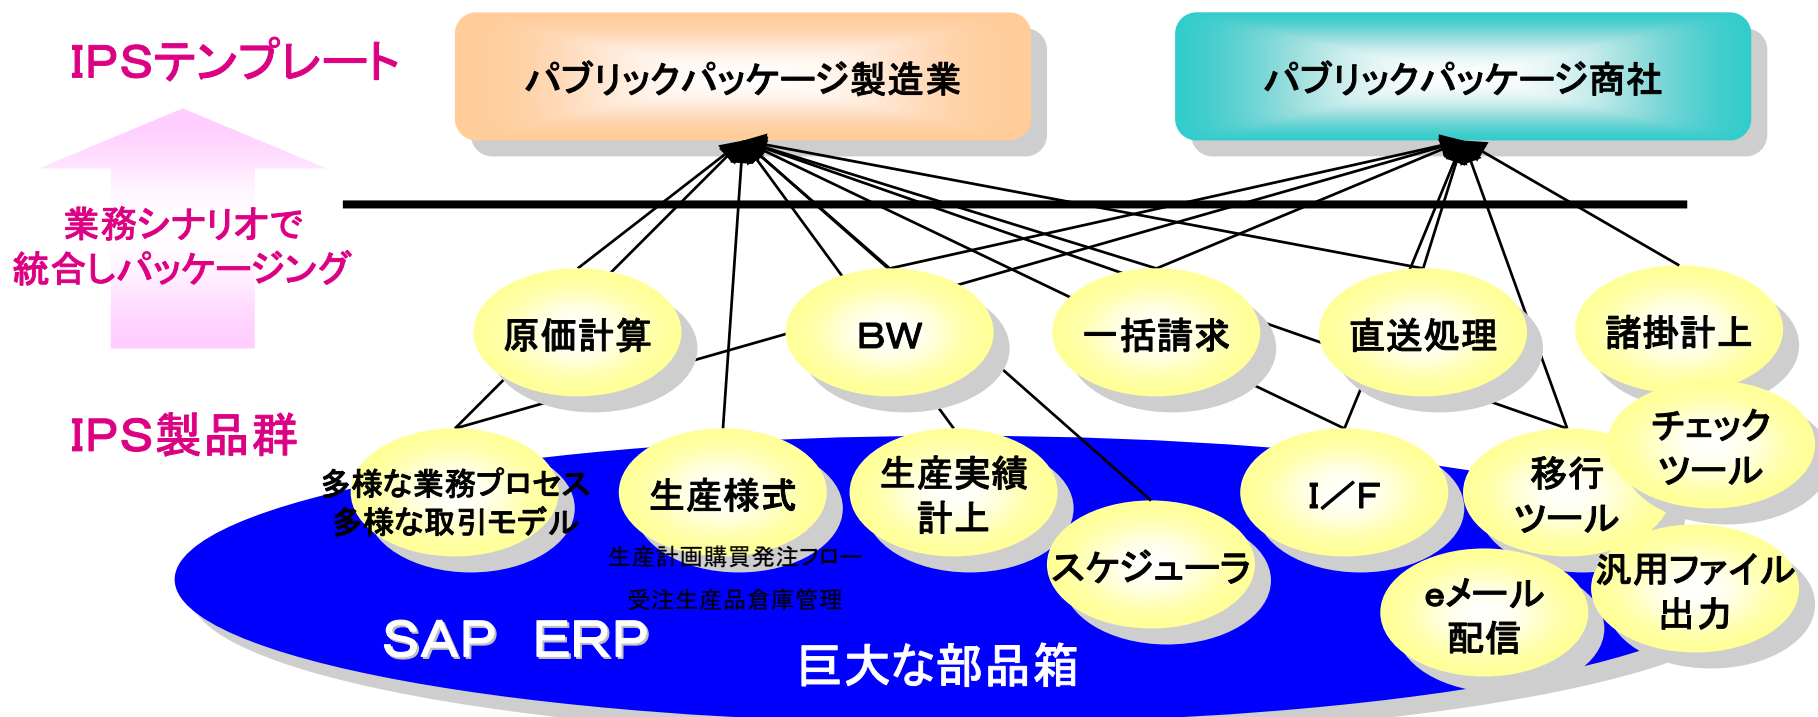 IPSテンプレート
パブリックパッケージ製造業
パブリックパッケージ商社
業務シナリオで
統合しパッケージング
原価計算
BW
一括請求
直送処理
諸掛計上
IPS製品群
チェック
ツール
多様な業務プロセス
多様な取引モデル
生産様式
生産実績
計上
I/F
移行
ツール
生産計画購買発注フロー
受注生産品倉庫管理
スケジューラ
eメール
配信
汎用ファイル
出力
SAP ERP
巨大な部品箱